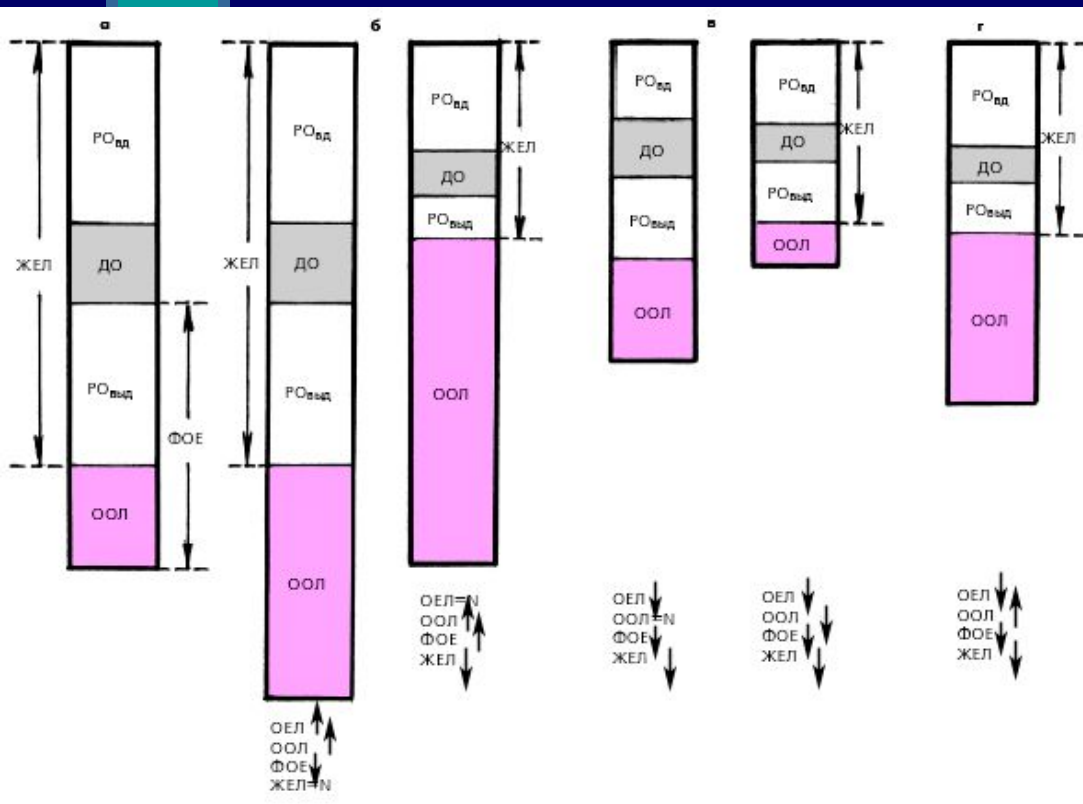 а
б
в
г
ЖЕЛ
РОвд
ДО
РОвыд
ООЛ
ФОЕ
ЖЕЛ
РОвд
ДО
РОвыд
ООЛ
ОЕЛ
ООЛ
ФОЕ
ЖЕЛ=N
РОвд
ДО
РОвыд
ООЛ
ЖЕЛ
ОЕЛ=N
ООЛ
ФОЕ
ЖЕЛ
РОвд
ДО
РОвыд
ООЛ
ОЕЛ
ООЛ=N
ФОЕ
ЖЕЛ
РОвд
ДО
РОвыд
ООЛ
ЖЕЛ
ОЕЛ
ООЛ
ФОЕ
ЖЕЛ
РОвд
ДО
РОвыд
ООЛ
ЖЕЛ
ОЕЛ
ООЛ
ФОЕ
ЖЕЛ